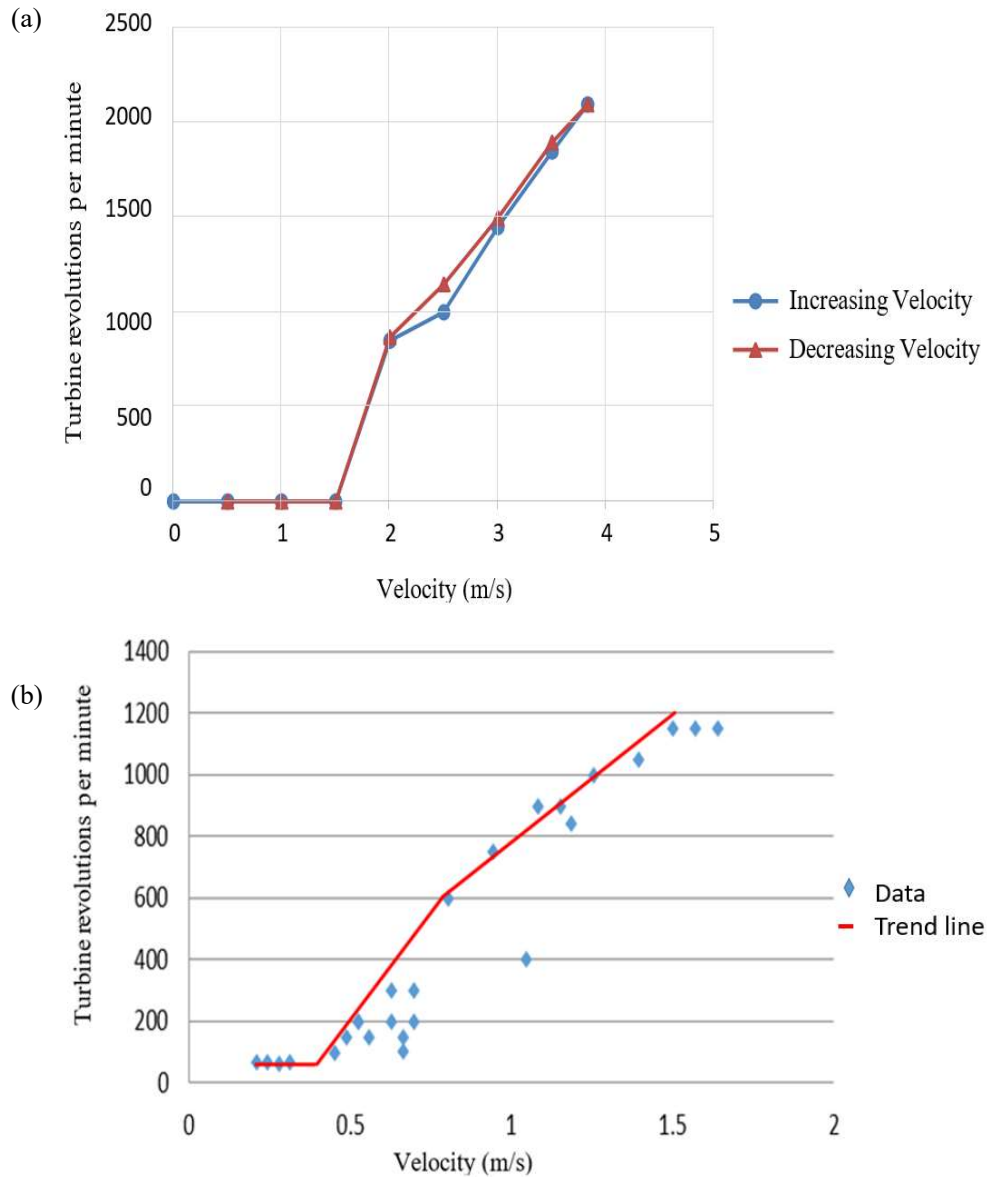 (a)
Turbine revolutions per minute
2500
2000
1500
1000
500
0
0 1 2 3 4 5
Velocity (m/s)
Increasing Velocity
Decreasing Velocity
(b)
Turbine revolutions per minute
1400
1200
1000
800
600
400
200
0
0 0.5 1 1.5 2
Velocity (m/s)
Data
Trend line